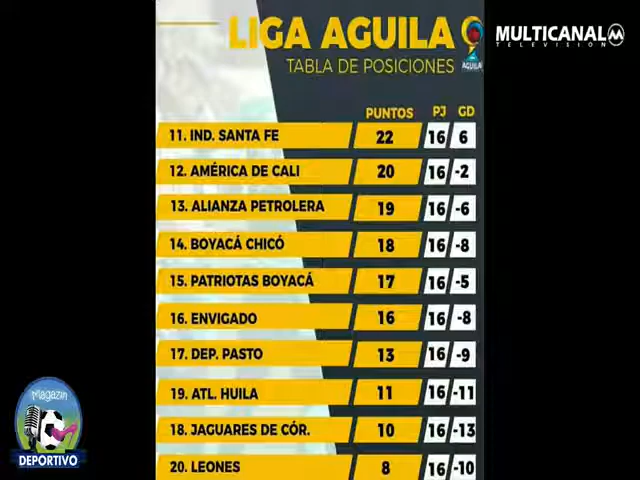 LIGA AGUILA
TABLA DE POSICIONES
AGUILA
MULTICANAL
TELEVISIÓN
PUNTOS PJ GD
11. IND. SANTA FE 22 16 6
12. AMÉRICA DE CALI 20 16 -2
13. ALIANZA PETROLERA 19 16 -6
14. BOYACÁ CHICÓ 18 16 -8
15. PATRIOTAS BOYACÁ 17 16 -5
16. ENVIGADO 16 16 -8
17. DEP. PASTO 13 16 -9
19. ATL. HUILA 11 16 -11
18. JAGUARES DE CÓR. 10 16 -13
20. LEONES 8 16 -10
Magazin
DEPORTIVO